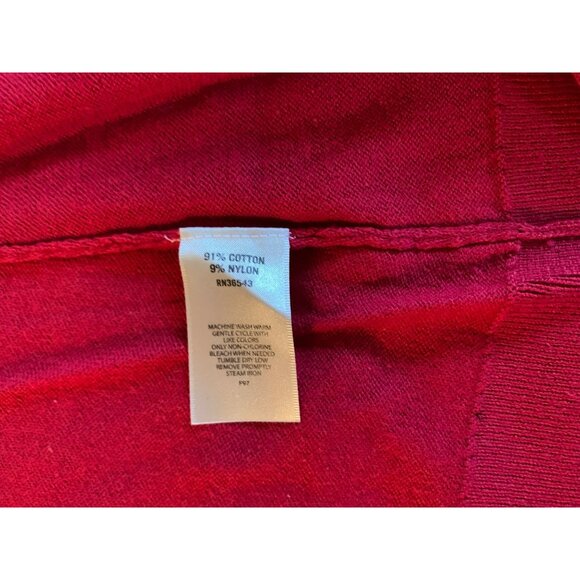 91% COTTON
9% NYLON
RN36543
MACHINE WASH WARM
GENTLE CYCLE WITH
LIKE COLORS
ONLY NON-CHLORINE
BLEACH WHEN NEEDED
TUMBLE DRY LOW
REMOVE PROMPTLY
STEAM IRON
P97